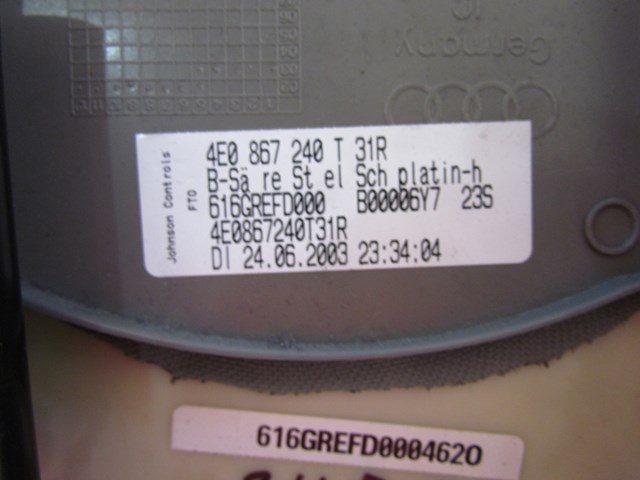 Germany
Johnson Controls
FTO
4E0 867 240 T 31R
B-Sä re St el Sch platin-h
616GREFD000 B00006Y7 23S
4E0867240T31R
DI 24.06.2003 23:34:04
616GREFD0004620